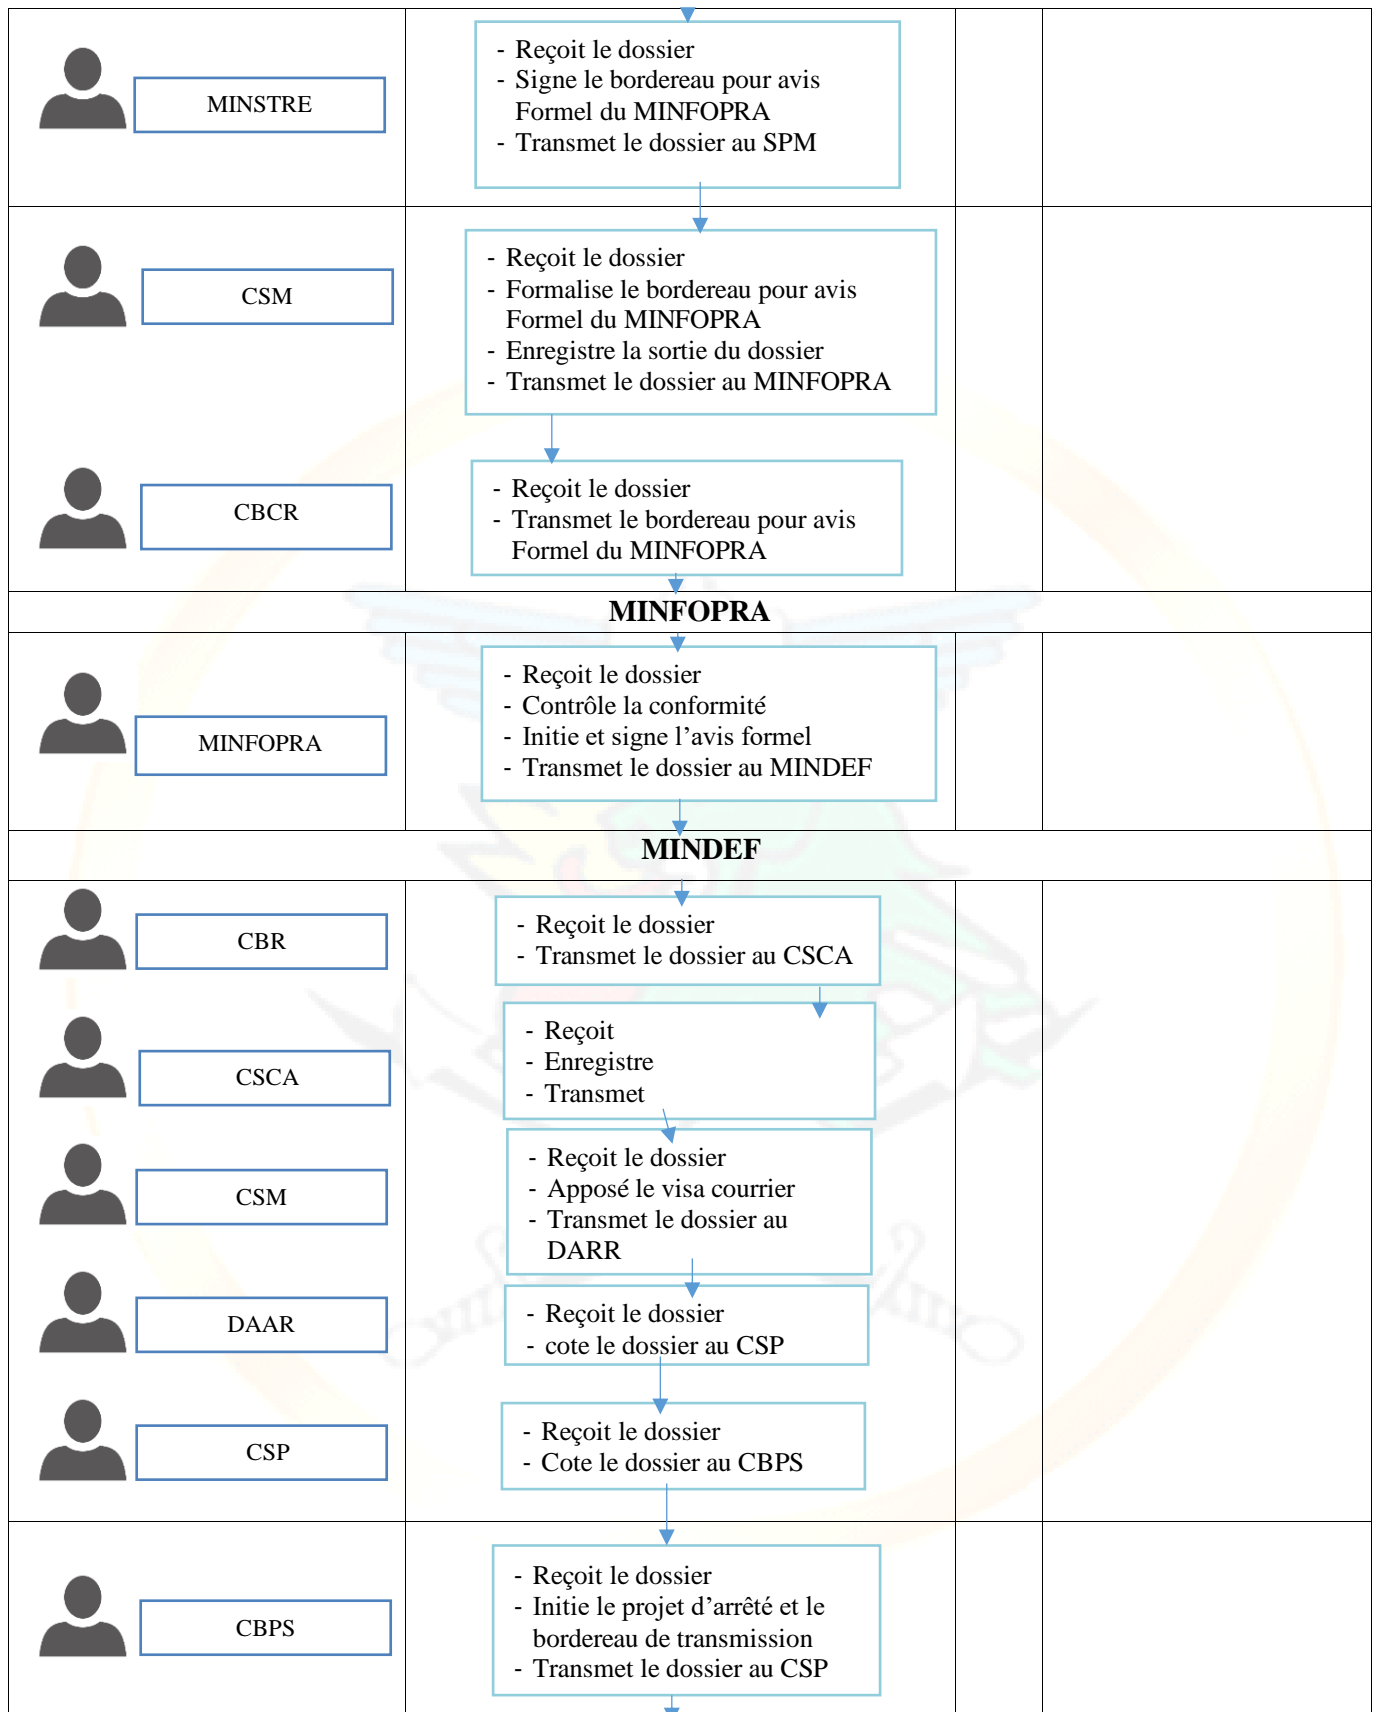 MINSTRE
- Reçoit le dossier
- Signe le bordereau pour avis
Formel du MINFOPRA
- Transmet le dossier au SPM
CSM
- Reçoit le dossier
- Formalise le bordereau pour avis
Formel du MINFOPRA
- Enregistre la sortie du dossier
- Transmet le dossier au MINFOPRA
CBCR
- Reçoit le dossier
- Transmet le bordereau pour avis
Formel du MINFOPRA
MINFOPRA
MINFOPRA
- Reçoit le dossier
- Contrôle la conformité
- Initie et signe l’avis formel
- Transmet le dossier au MINDEF
MINDEF
CBR
- Reçoit le dossier
- Transmet le dossier au CSCA
CSCA
- Reçoit
- Enregistre
- Transmet
CSM
- Reçoit le dossier
- Apposé le visa courrier
- Transmet le dossier au
DARR
DAAR
- Reçoit le dossier
- cote le dossier au CSP
CSP
- Reçoit le dossier
- Cote le dossier au CBPS
CBPS
- Reçoit le dossier
- Initie le projet d’arrêté et le
bordereau de transmission
- Transmet le dossier au CSP